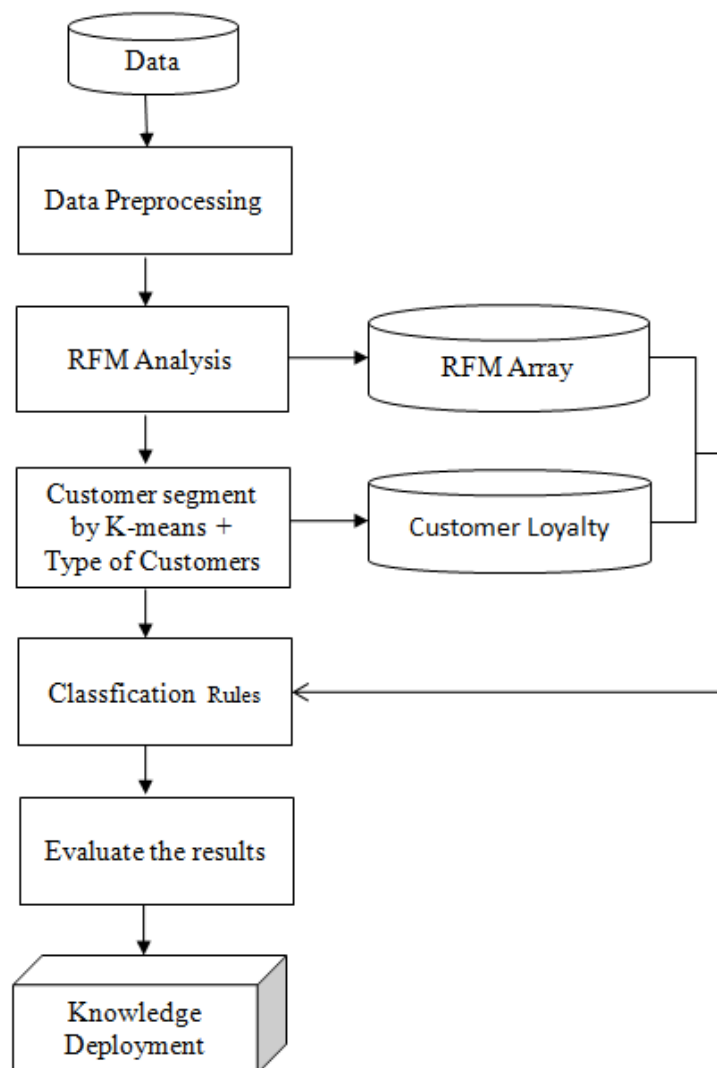 Data
Data Preprocessing
RFM Analysis
RFM Array
Customer segment
by K-means +
Type of Customers
Customer Loyalty
Classfication Rules
Evaluate the results
Knowledge
Deployment